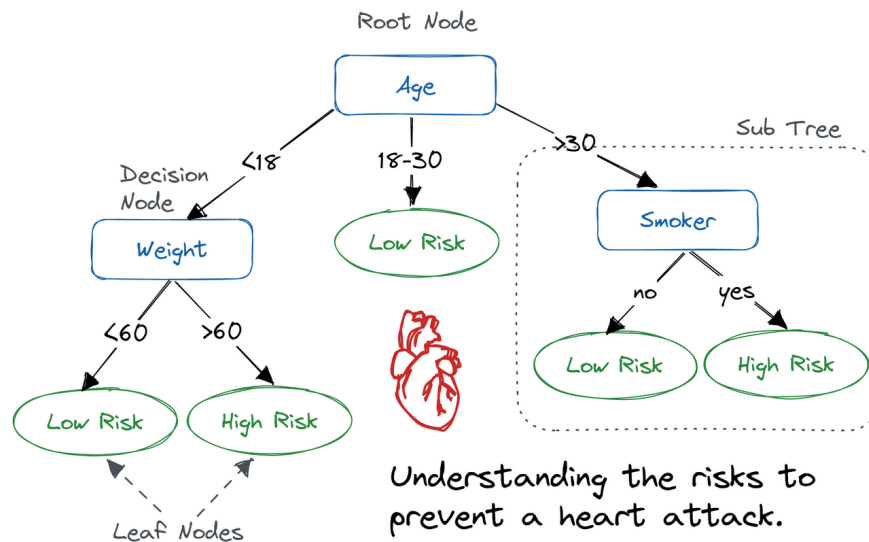 Root Node
Age
Sub Tree
<18
18-30
>30
Decision
Node
Weight
Low Risk
Smoker
no
yes
<60
>60
Low Risk
High Risk
Low Risk
High Risk
Leaf Nodes
Understanding the risks to
prevent a heart attack.